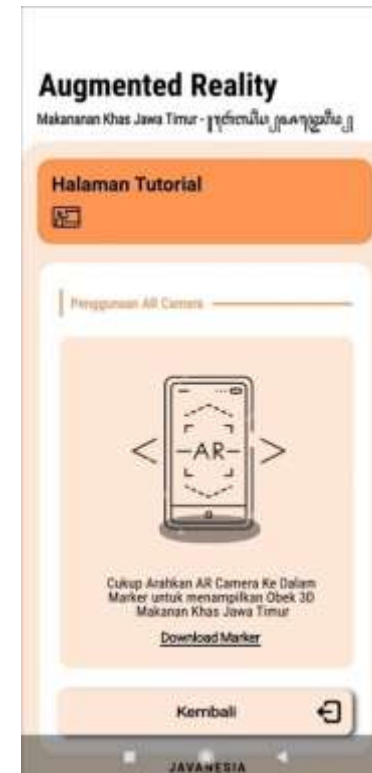 Augmented Reality
Makananan Khas Jawa Timur -
Halaman Tutorial
Penggunaan AR Camera
AR
Cukup Arahkan AR Camera Ke Dalam
Marker untuk menampilkan Obek 3D
Makanan Khas Jawa Timur
Download Marker
Kembali
JAVANESIA